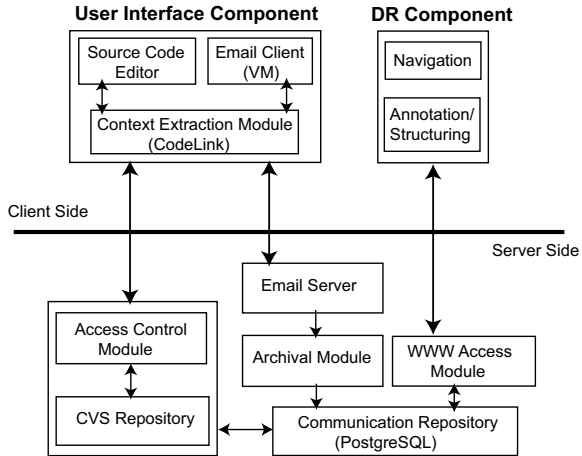 User Interface Component
DR Component
Source Code
Editor
Email Client
(VM)
Context Extraction Module
(CodeLink)
Navigation
Annotation/
Structuring
Client Side
Server Side
Email Server
Access Control
Module
Archival Module
WWW Access
Module
CVS Repository
Communication Repository
(PostgreSQL)